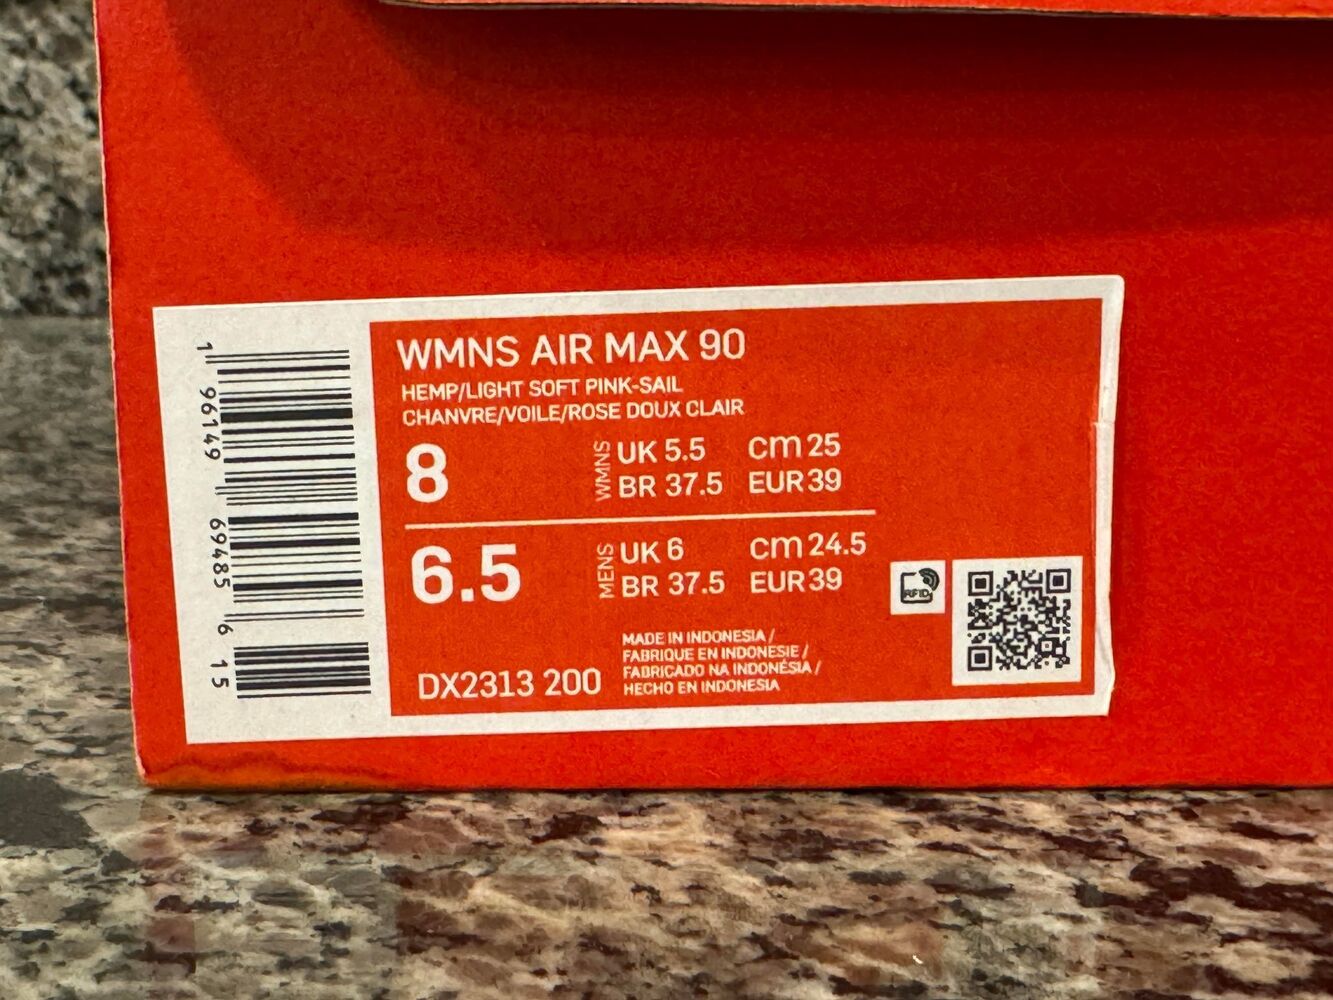 WMNS AIR MAX 90
HEMP/LIGHT SOFT PINK-SAIL
CHANVRE/VOILE/ROSE DOUX CLAIR
8
WMNS
UK 5.5 cm 25
BR 37.5 EUR 39
6.5
MENS
UK 6 cm 24.5
BR 37.5 EUR 39
DX2313 200
MADE IN INDONESIA /
FABRIQUE EN INDONESIE /
FABRICADO NA INDONÉSIA /
HECHO EN INDONESIA
RFID
1 96149 69485 6 15